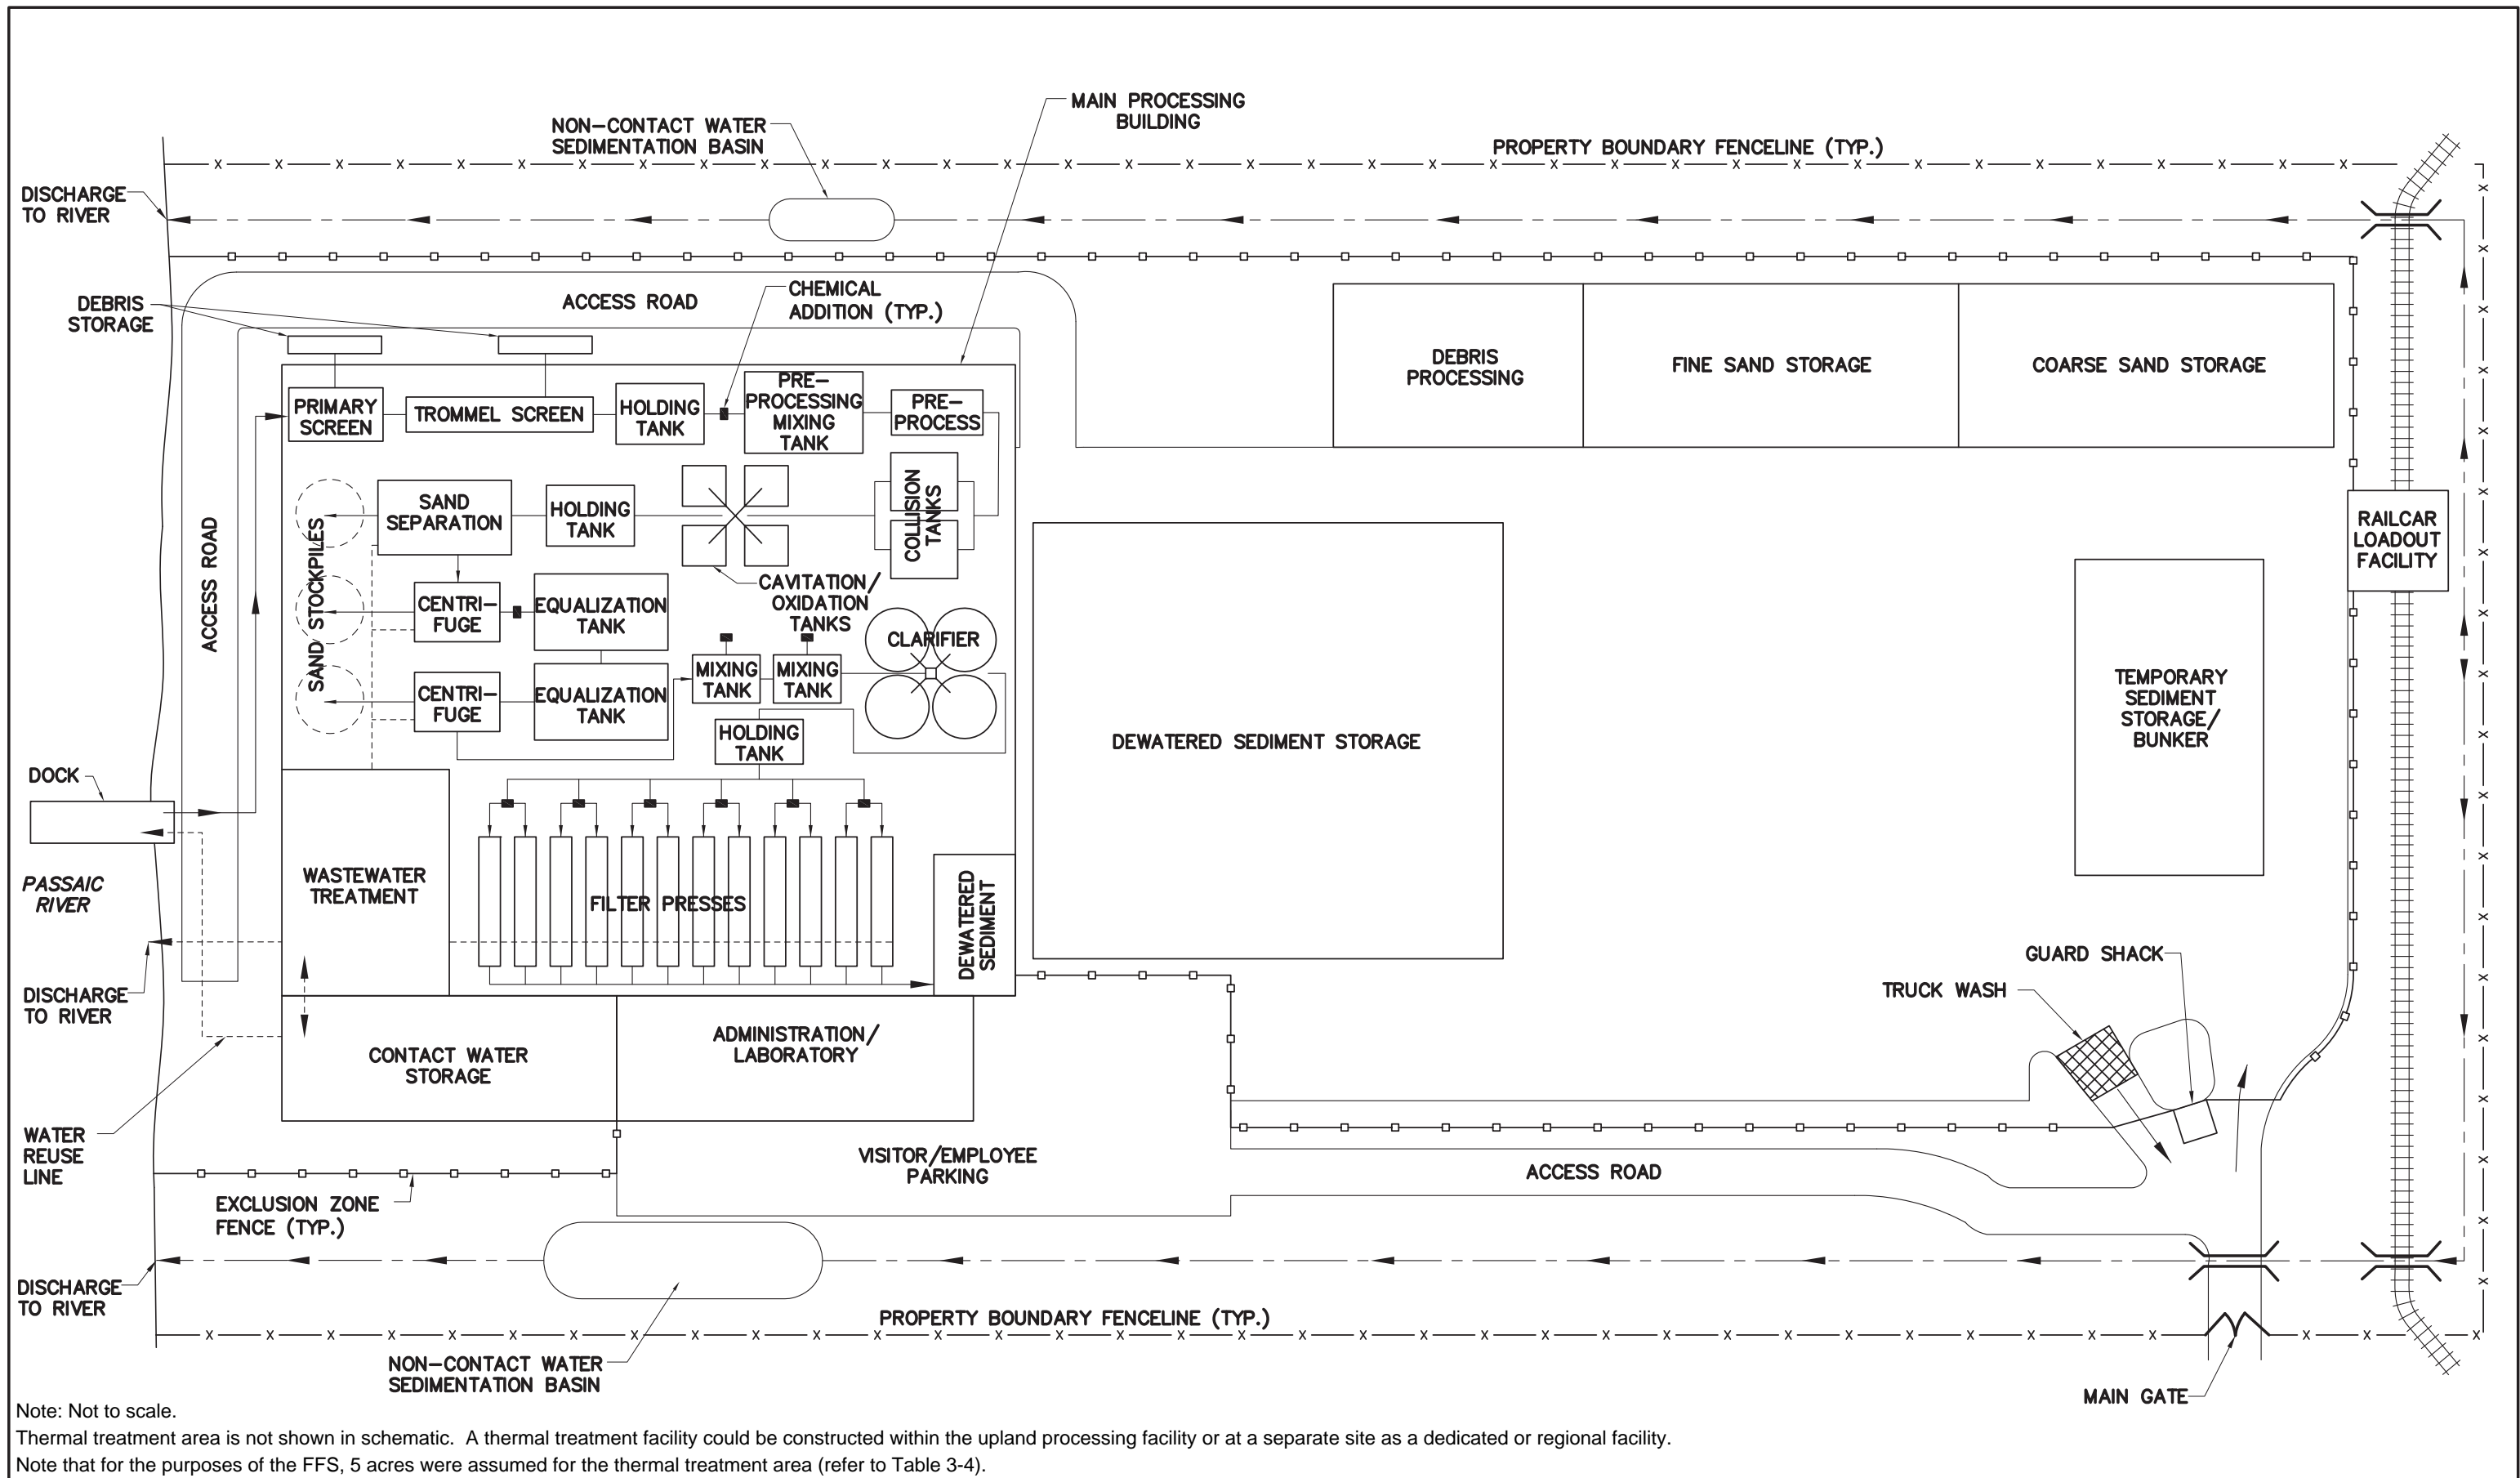 MAIN PROCESSING
BUILDING
NON-CONTACT WATER
SEDIMENTATION BASIN
PROPERTY BOUNDARY FENCELINE (TYP.)
DISCHARGE
TO RIVER
DEBRIS
STORAGE
ACCESS ROAD
CHEMICAL
ADDITION (TYP.)
DEBRIS
PROCESSING
FINE SAND STORAGE
COARSE SAND STORAGE
PRIMARY
SCREEN
TROMMEL SCREEN
HOLDING
TANK
PRE-
PROCESSING
MIXING
TANK
PRE-
PROCESS
ACCESS ROAD
SAND STOCKPILES
SAND
SEPARATION
HOLDING
TANK
COLLISION
TANKS
RAILCAR
LOADOUT
FACILITY
CENTRI-
FUGE
EQUALIZATION
TANK
CAVITATION/
OXIDATION
TANKS
CLARIFIER
CENTRI-
FUGE
EQUALIZATION
TANK
MIXING
TANK
MIXING
TANK
HOLDING
TANK
DEWATERED SEDIMENT STORAGE
TEMPORARY
SEDIMENT
STORAGE/
BUNKER
DOCK
PASSAIC
RIVER
WASTEWATER
TREATMENT
FILTER PRESSES
DEWATERED
SEDIMENT
GUARD SHACK
TRUCK WASH
DISCHARGE
TO RIVER
CONTACT WATER
STORAGE
ADMINISTRATION/
LABORATORY
WATER
REUSE
LINE
VISITOR/EMPLOYEE
PARKING
ACCESS ROAD
EXCLUSION ZONE
FENCE (TYP.)
DISCHARGE
TO RIVER
PROPERTY BOUNDARY FENCELINE (TYP.)
NON-CONTACT WATER
SEDIMENTATION BASIN
MAIN GATE
Note: Not to scale.
Thermal treatment area is not shown in schematic. A thermal treatment facility could be constructed within the upland processing facility or at a separate site as a dedicated or regional facility.
Note that for the purposes of the FFS, 5 acres were assumed for the thermal treatment area (refer to Table 3-4).